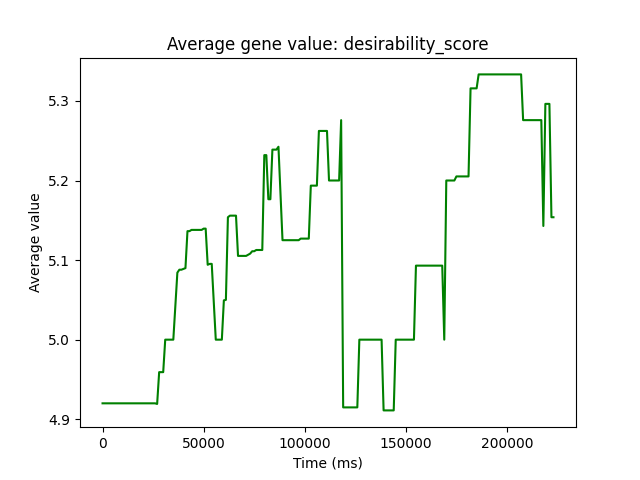 Average gene value: desirability_score
5.3
5.2
5.1
5.0
4.9
Average value
0 50000 100000 150000 200000
Time (ms)